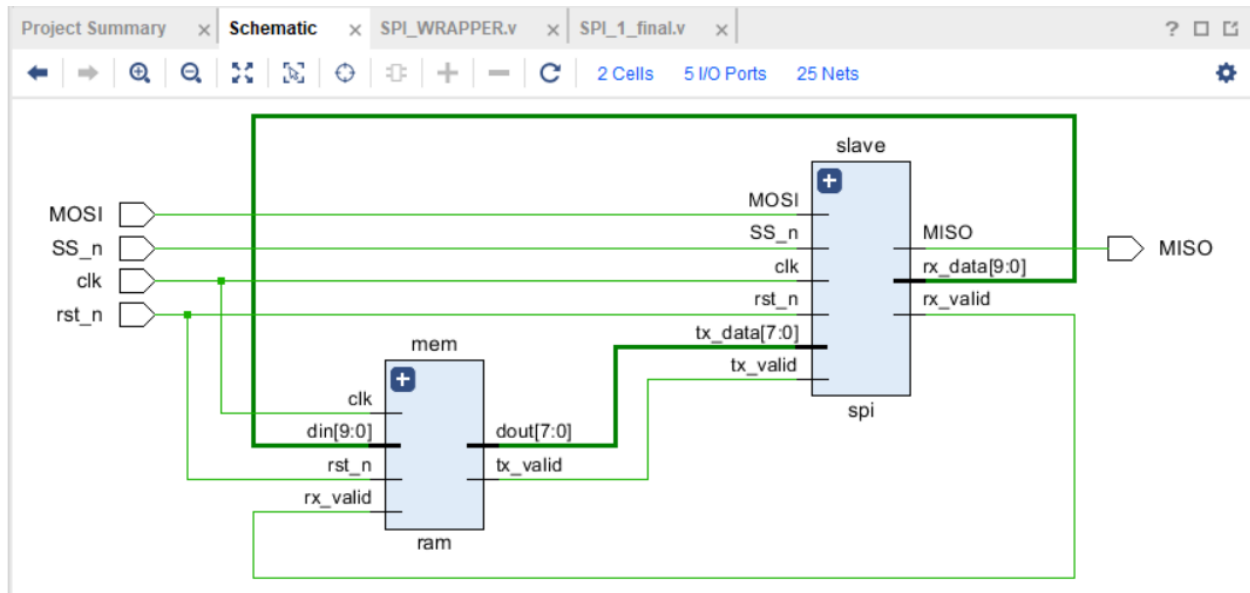 Project Summary × Schematic × SPI_WRAPPER.v × SPI_1_final.v × ?
2 Cells 5 I/O Ports 25 Nets
slave
MOSI MOSI
SS_n SS_n MISO MISO
clk clk rx_data[9:0]
rst_n rst_n rx_valid
tx_data[7:0]
mem tx_valid
clk spi
din[9:0] dout[7:0]
rst_n tx_valid
rx_valid
ram